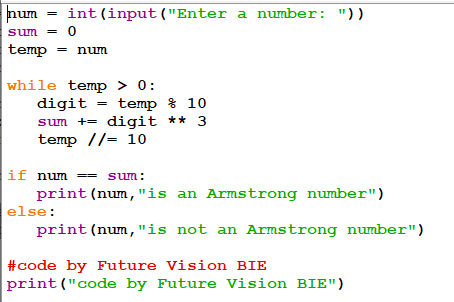 num = int(input("Enter a number: "))
sum = 0
temp = num
while temp > 0:
   digit = temp % 10
   sum += digit ** 3
   temp //= 10
if num == sum:
   print(num,"is an Armstrong number")
else:
   print(num,"is not an Armstrong number")
#code by Future Vision BIE
print("code by Future Vision BIE")